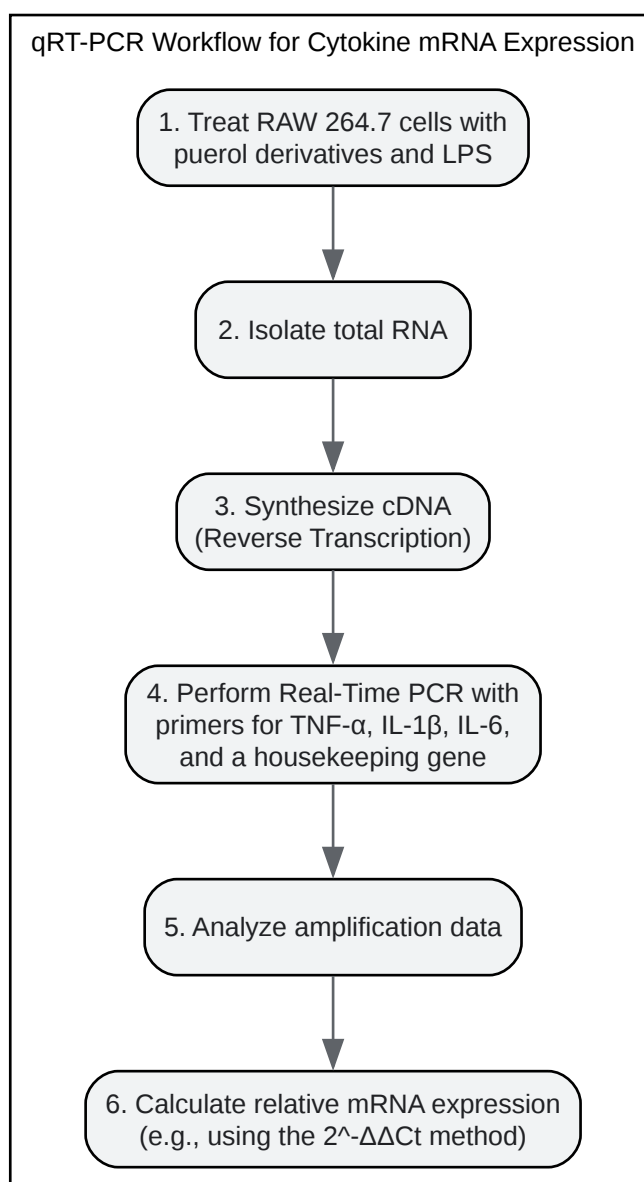 qRT-PCR Workflow for Cytokine mRNA Expression
1. Treat RAW 264.7 cells with
puerol derivatives and LPS
2. Isolate total RNA
3. Synthesize cDNA
(Reverse Transcription)
4. Perform Real-Time PCR with
primers for TNF-α, IL-1β, IL-6,
and a housekeeping gene
5. Analyze amplification data
6. Calculate relative mRNA expression
(e.g., using the 2^-ΔΔCt method)